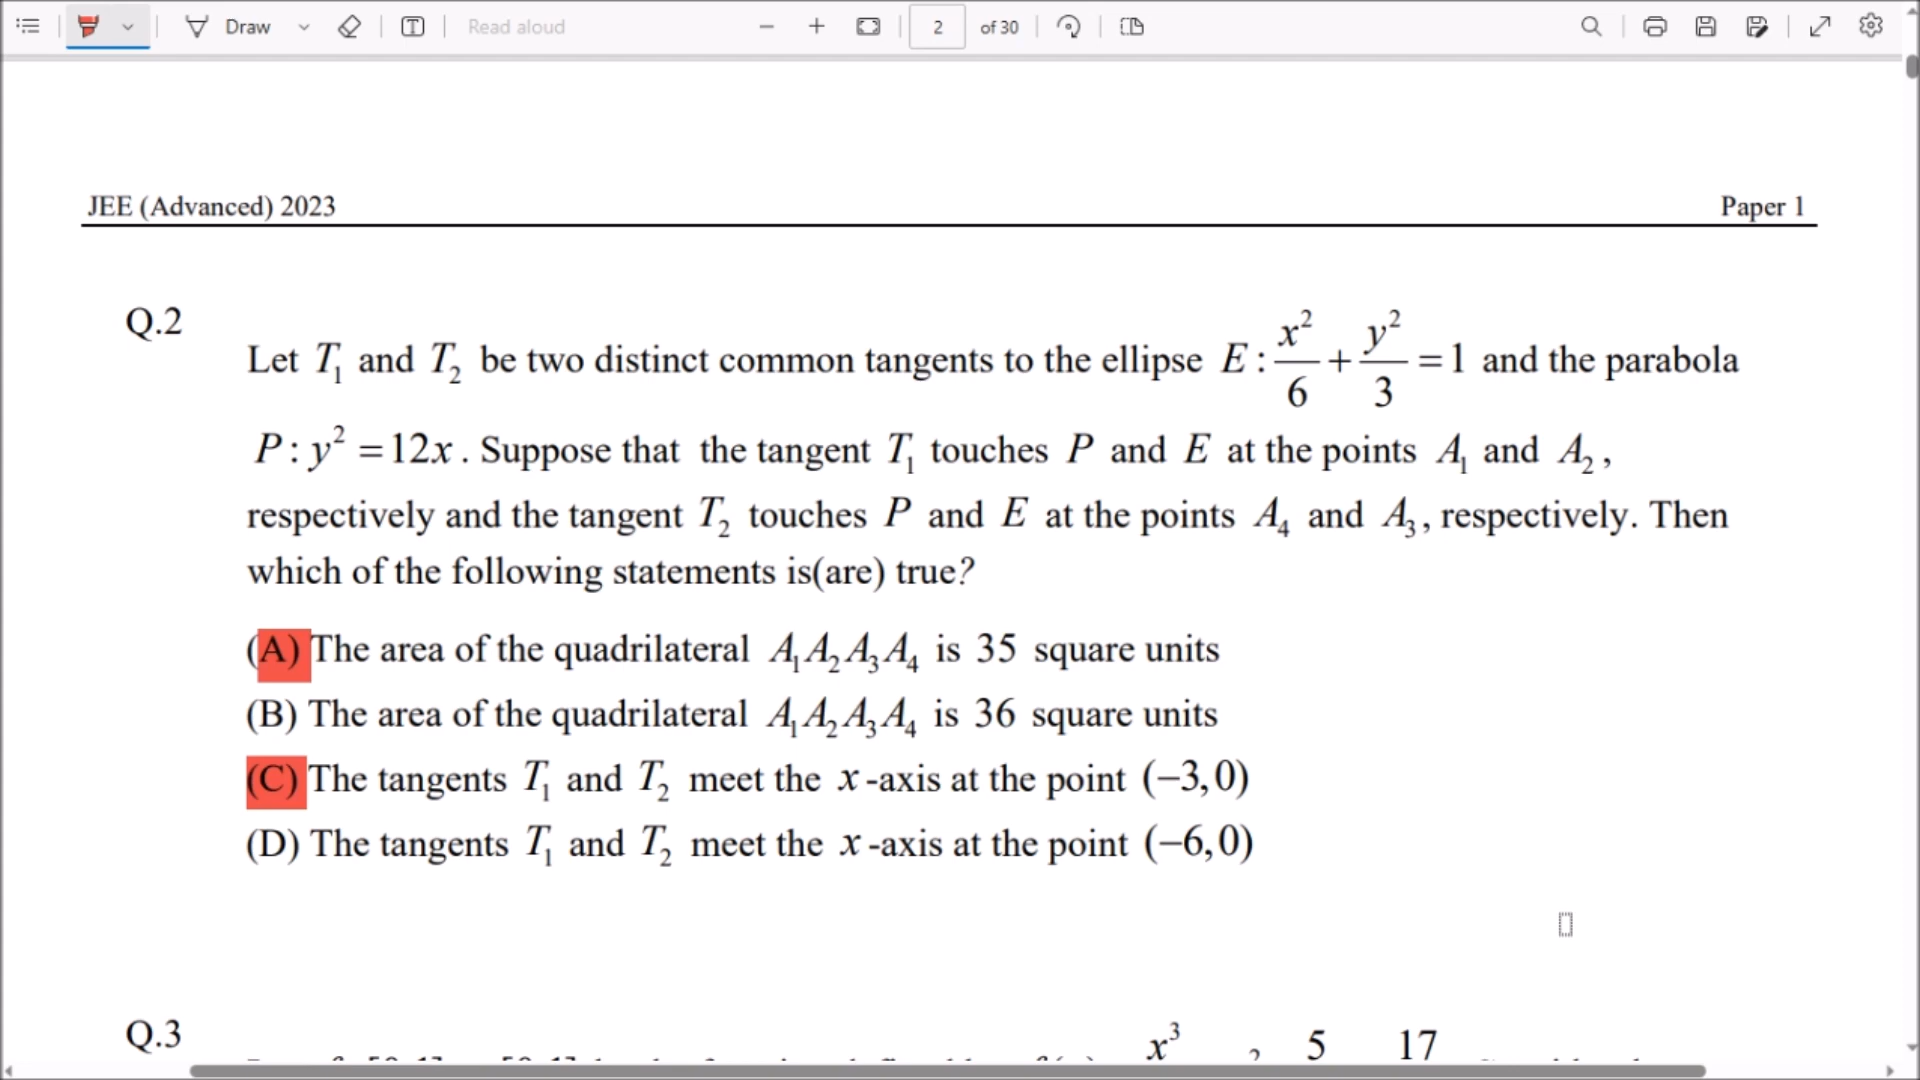 Draw
Read aloud
2 of 30
JEE (Advanced) 2023 Paper 1
Q.2
Let T₁ and T₂ be two distinct common tangents to the ellipse E: x²/6 + y²/3 = 1 and the parabola
P: y² = 12x. Suppose that the tangent T₁ touches P and E at the points A₁ and A₂,
respectively and the tangent T₂ touches P and E at the points A₄ and A₃, respectively. Then
which of the following statements is(are) true?
(A) The area of the quadrilateral A₁A₂A₃A₄ is 35 square units
(B) The area of the quadrilateral A₁A₂A₃A₄ is 36 square units
(C) The tangents T₁ and T₂ meet the x-axis at the point (−3,0)
(D) The tangents T₁ and T₂ meet the x-axis at the point (−6,0)
Q.3
x³ 5 17